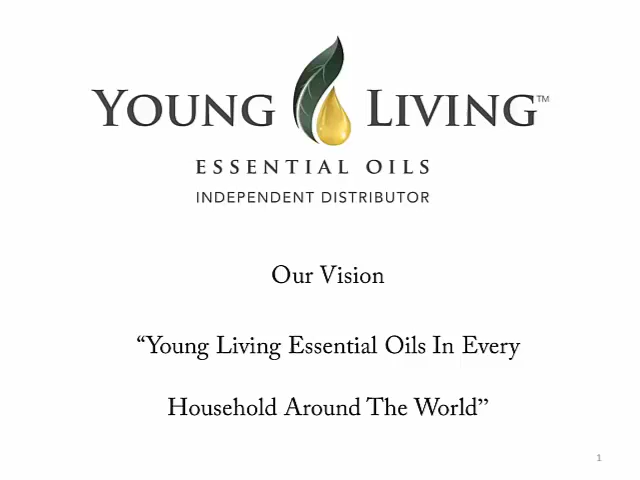 YOUNG LIVING™
ESSENTIAL OILS
INDEPENDENT DISTRIBUTOR
Our Vision
“Young Living Essential Oils In Every
Household Around The World”
1